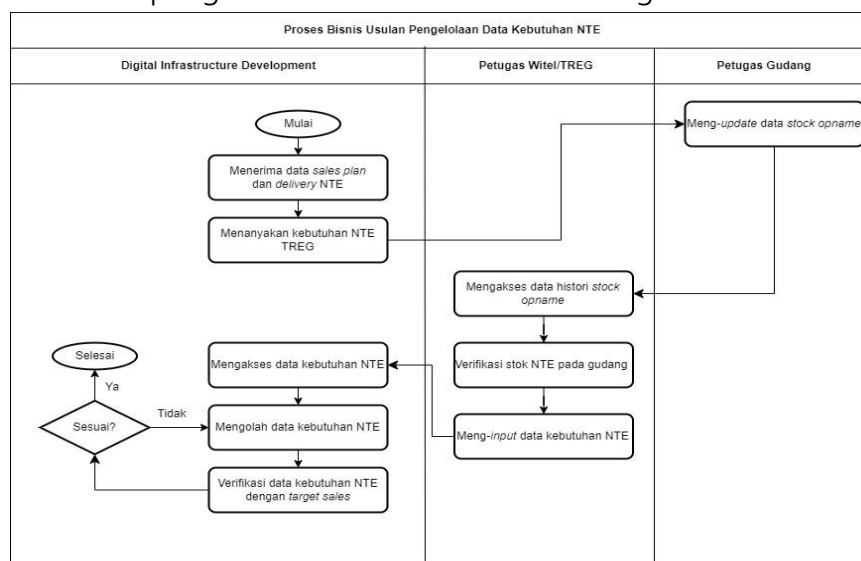 Proses Bisnis Usulan Pengelolaan Data Kebutuhan NTE
Digital Infrastructure Development
Petugas Witel/TREG
Petugas Gudang
Mulai
Menerima data sales plan
dan delivery NTE
Menanyakan kebutuhan NTE
TREG
Meng-update data stock opname
Mengakses data histori stock
opname
Verifikasi stok NTE pada gudang
Meng-input data kebutuhan NTE
Mengakses data kebutuhan NTE
Mengolah data kebutuhan NTE
Verifikasi data kebutuhan NTE
dengan target sales
Sesuai?
Tidak
Ya
Selesai